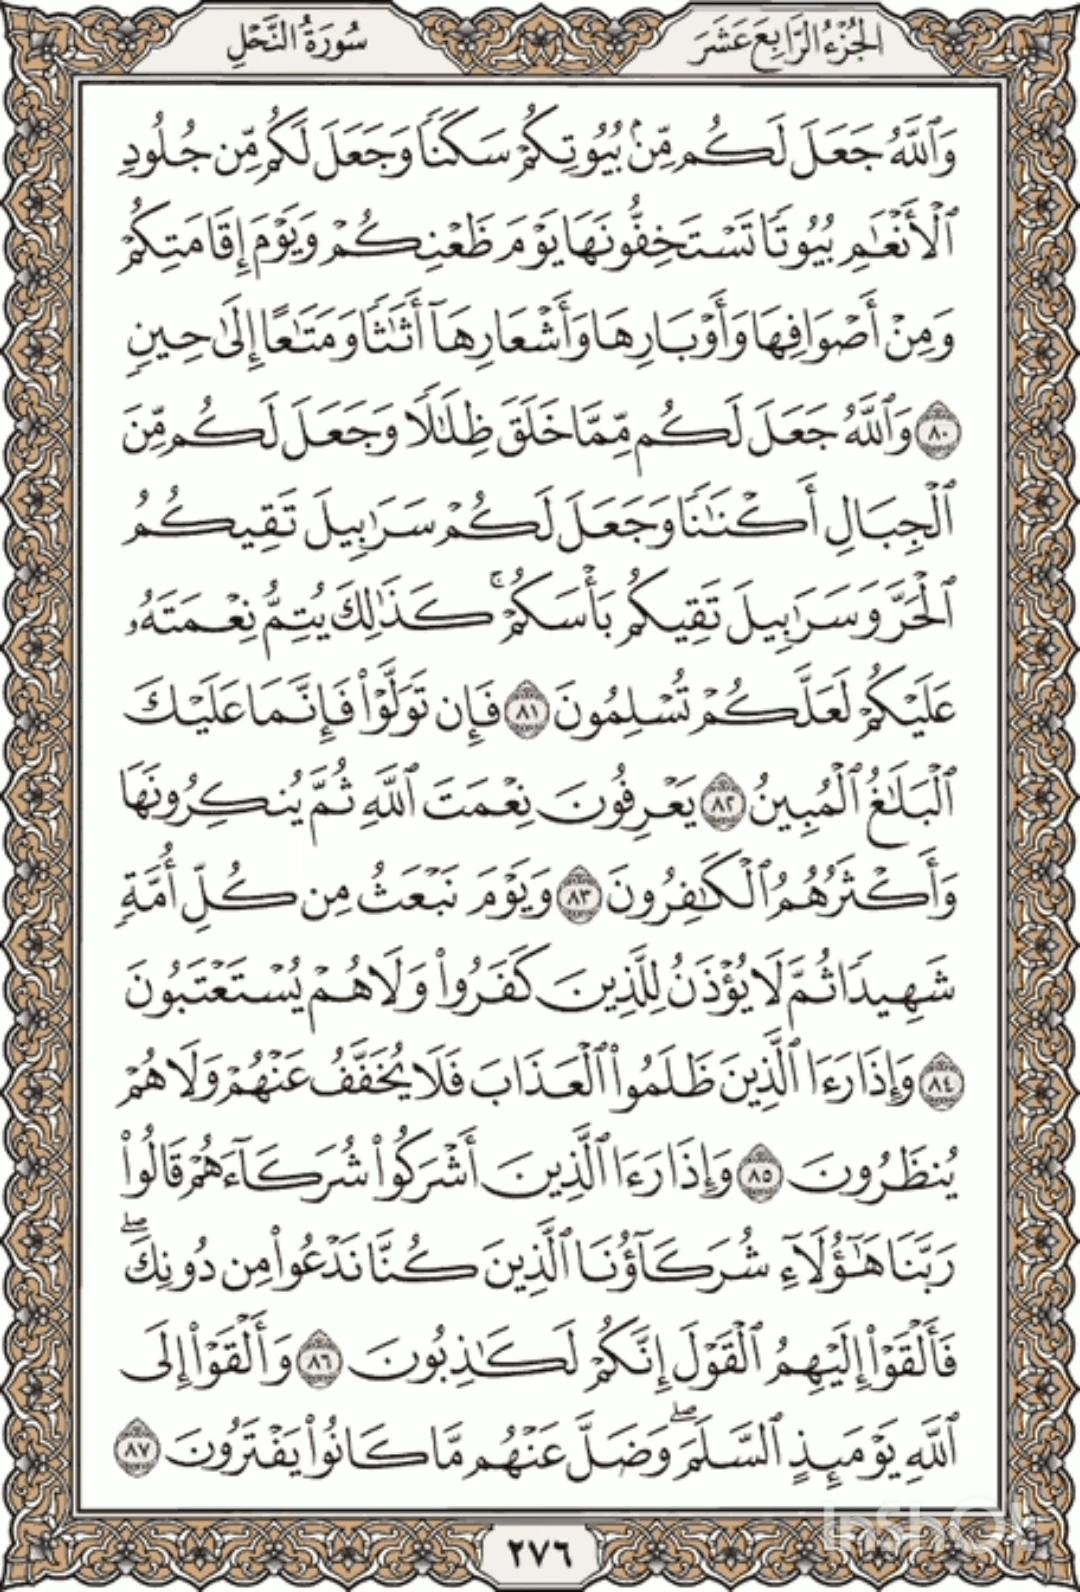 الجُزْءُ الرَّابِعَ عَشَرَ
سُورَةُ النَّحْلِ
وَٱللَّهُ جَعَلَ لَكُم مِّنۢ بُيُوتِكُمْ سَكَنًا وَجَعَلَ لَكُم مِّن جُلُودِ
ٱلْأَنْعَٰمِ بُيُوتًا تَسْتَخِفُّونَهَا يَوْمَ ظَعْنِكُمْ وَيَوْمَ إِقَامَتِكُمْ
وَمِنْ أَصْوَافِهَا وَأَوْبَارِهَا وَأَشْعَارِهَآ أَثَٰثًا وَمَتَٰعًا إِلَىٰ حِينٍ
٨٠ وَٱللَّهُ جَعَلَ لَكُم مِّمَّا خَلَقَ ظِلَٰلًا وَجَعَلَ لَكُم مِّنَ
ٱلْجِبَالِ أَكْنَٰنًا وَجَعَلَ لَكُمْ سَرَٰبِيلَ تَقِيكُمُ
ٱلْحَرَّ وَسَرَٰبِيلَ تَقِيكُم بَأْسَكُمْ ۚ كَذَٰلِكَ يُتِمُّ نِعْمَتَهُۥ
عَلَيْكُمْ لَعَلَّكُمْ تُسْلِمُونَ ٨١ فَإِن تَوَلَّوْا۟ فَإِنَّمَا عَلَيْكَ
ٱلْبَلَٰغُ ٱلْمُبِينُ ٨٢ يَعْرِفُونَ نِعْمَتَ ٱللَّهِ ثُمَّ يُنكِرُونَهَا
وَأَكْثَرُهُمُ ٱلْكَٰفِرُونَ ٨٣ وَيَوْمَ نَبْعَثُ مِن كُلِّ أُمَّةٍ
شَهِيدًا ثُمَّ لَا يُؤْذَنُ لِلَّذِينَ كَفَرُوا۟ وَلَا هُمْ يُسْتَعْتَبُونَ
٨٤ وَإِذَا رَءَا ٱلَّذِينَ ظَلَمُوا۟ ٱلْعَذَابَ فَلَا يُخَفَّفُ عَنْهُمْ وَلَا هُمْ
يُنظَرُونَ ٨٥ وَإِذَا رَءَا ٱلَّذِينَ أَشْرَكُوا۟ شُرَكَآءَهُمْ قَالُوا۟
رَبَّنَا هَٰٓؤُلَآءِ شُرَكَآؤُنَا ٱلَّذِينَ كُنَّا نَدْعُوا۟ مِن دُونِكَ ۖ
فَأَلْقَوْا۟ إِلَيْهِمُ ٱلْقَوْلَ إِنَّكُمْ لَكَٰذِبُونَ ٨٦ وَأَلْقَوْا۟ إِلَى
ٱللَّهِ يَوْمَئِذٍ ٱلسَّلَمَ ۖ وَضَلَّ عَنْهُم مَّا كَانُوا۟ يَفْتَرُونَ ٨٧
InShOt
٢٧٦